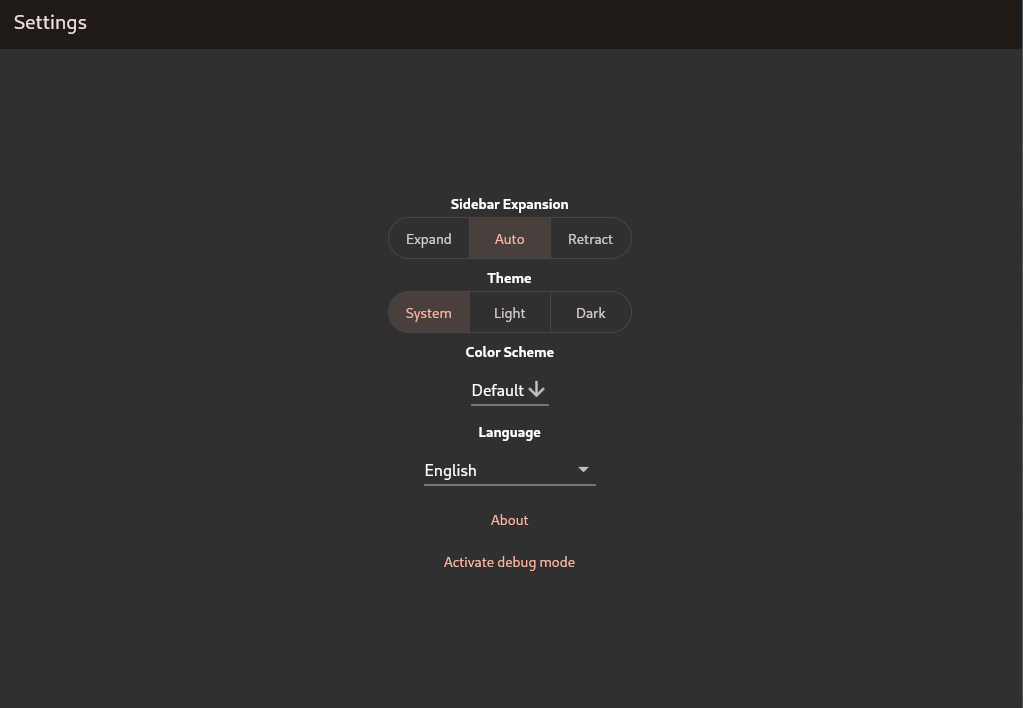 Settings
Sidebar Expansion
Expand Auto Retract
Theme
System Light Dark
Color Scheme
Default
Language
English
About
Activate debug mode